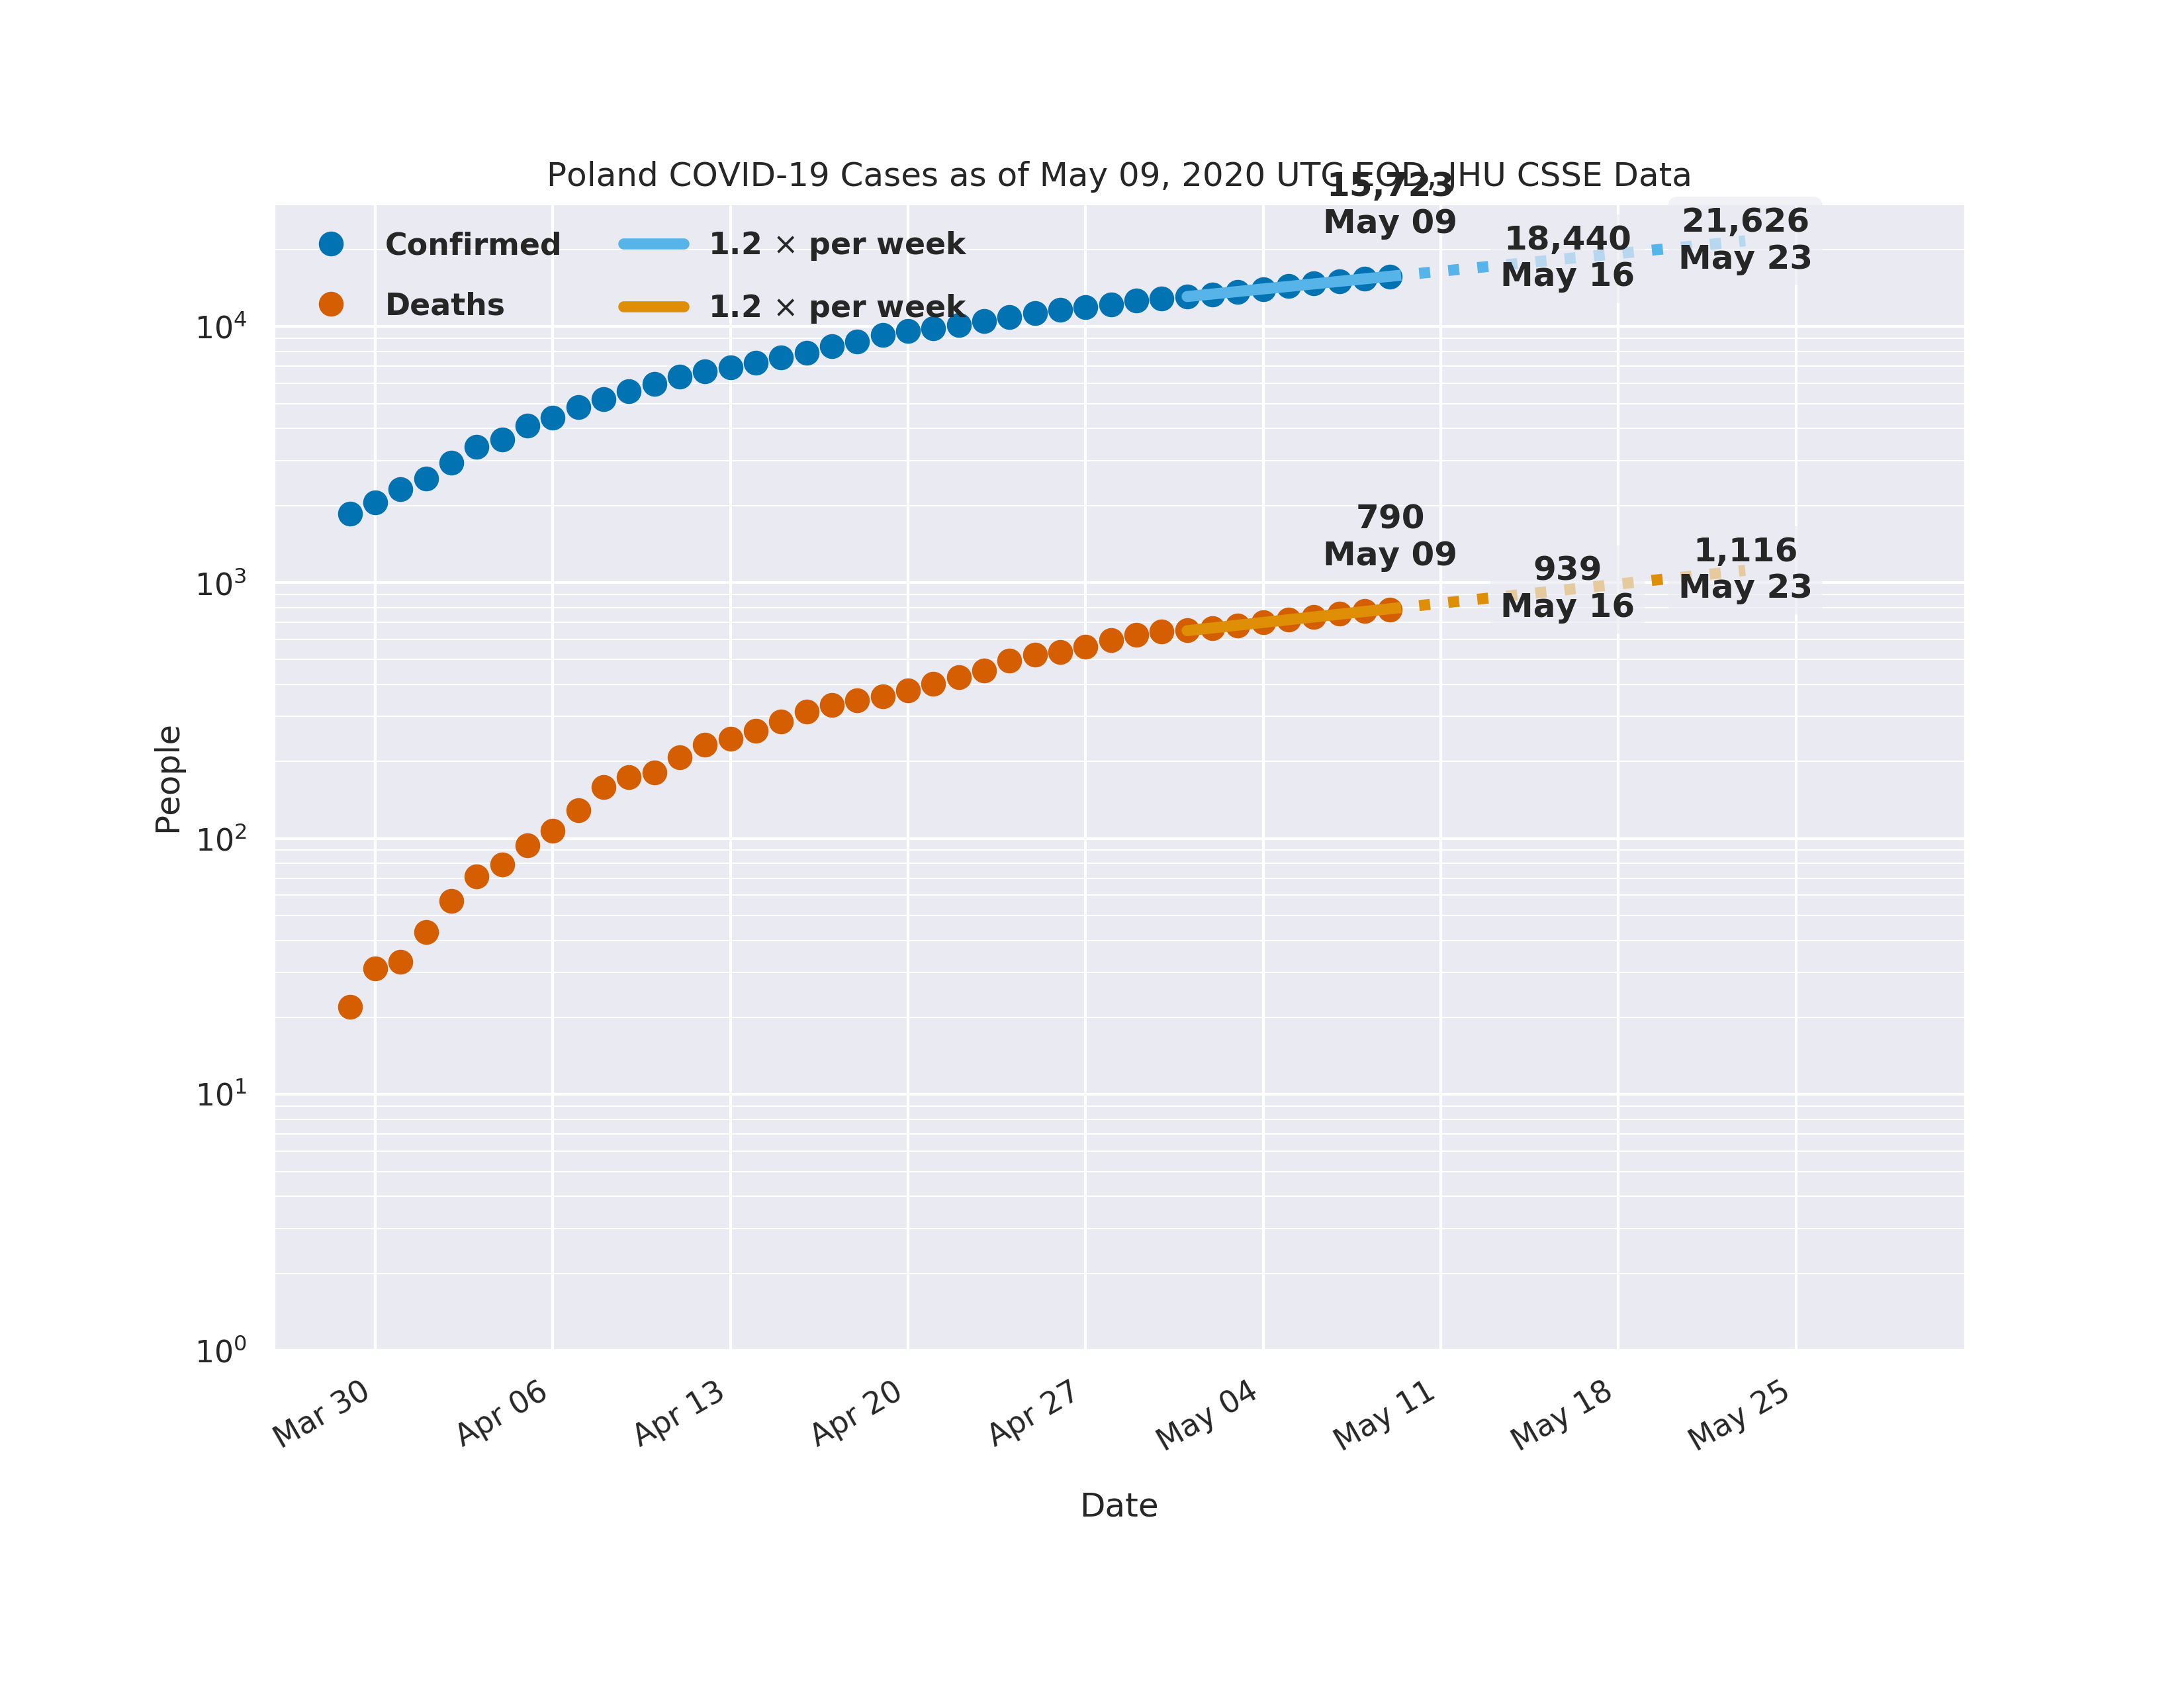 Poland COVID-19 Cases as of May 09, 2020 UTC EOD, JHU CSSE Data
15,723
May 09
18,440
May 16
21,626
May 23
Confirmed
Deaths
1.2 × per week
1.2 × per week
790
May 09
939
May 16
1,116
May 23
People
10⁴
10³
10²
10¹
10⁰
Mar 30
Apr 06
Apr 13
Apr 20
Apr 27
May 04
May 11
May 18
May 25
Date